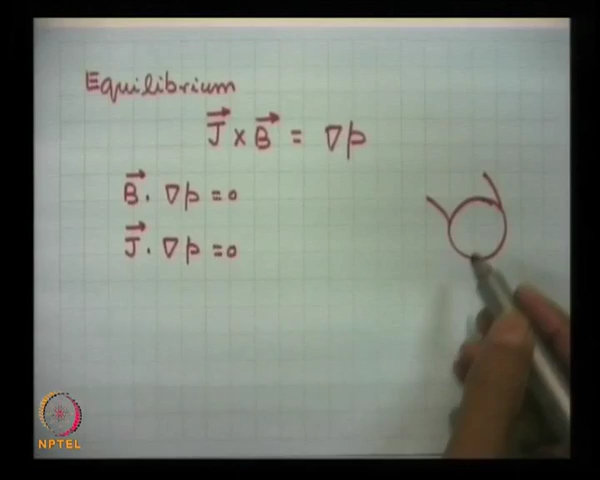 Equilibrium
J⃗ × B⃗ = ∇p
B⃗ . ∇p = 0
J⃗ . ∇p = 0
NPTEL